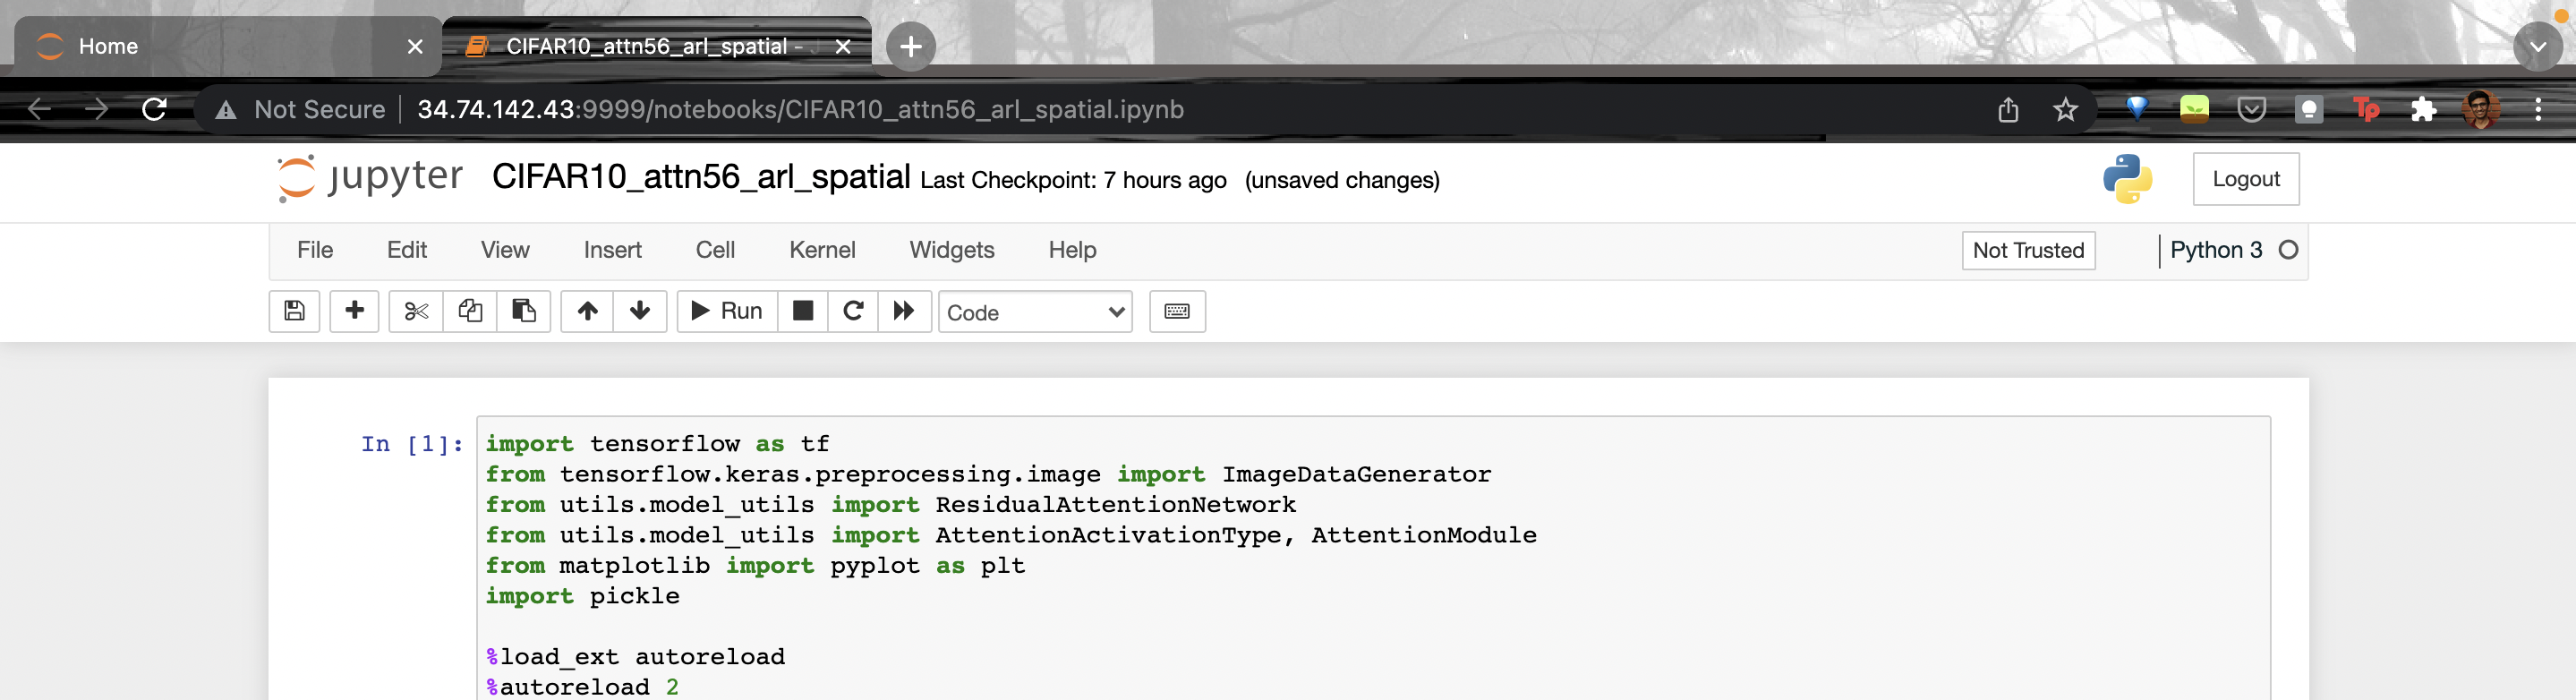 Home
CIFAR10_attn56_arl_spatial - J
Not Secure
34.74.142.43:9999/notebooks/CIFAR10_attn56_arl_spatial.ipynb
Tp
jupyter CIFAR10_attn56_arl_spatial Last Checkpoint: 7 hours ago (unsaved changes)
Logout
File Edit View Insert Cell Kernel Widgets Help
Not Trusted
Python 3
Run
Code
In [1]:
import tensorflow as tf
from tensorflow.keras.preprocessing.image import ImageDataGenerator
from utils.model_utils import ResidualAttentionNetwork
from utils.model_utils import AttentionActivationType, AttentionModule
from matplotlib import pyplot as plt
import pickle
%load_ext autoreload
%autoreload 2